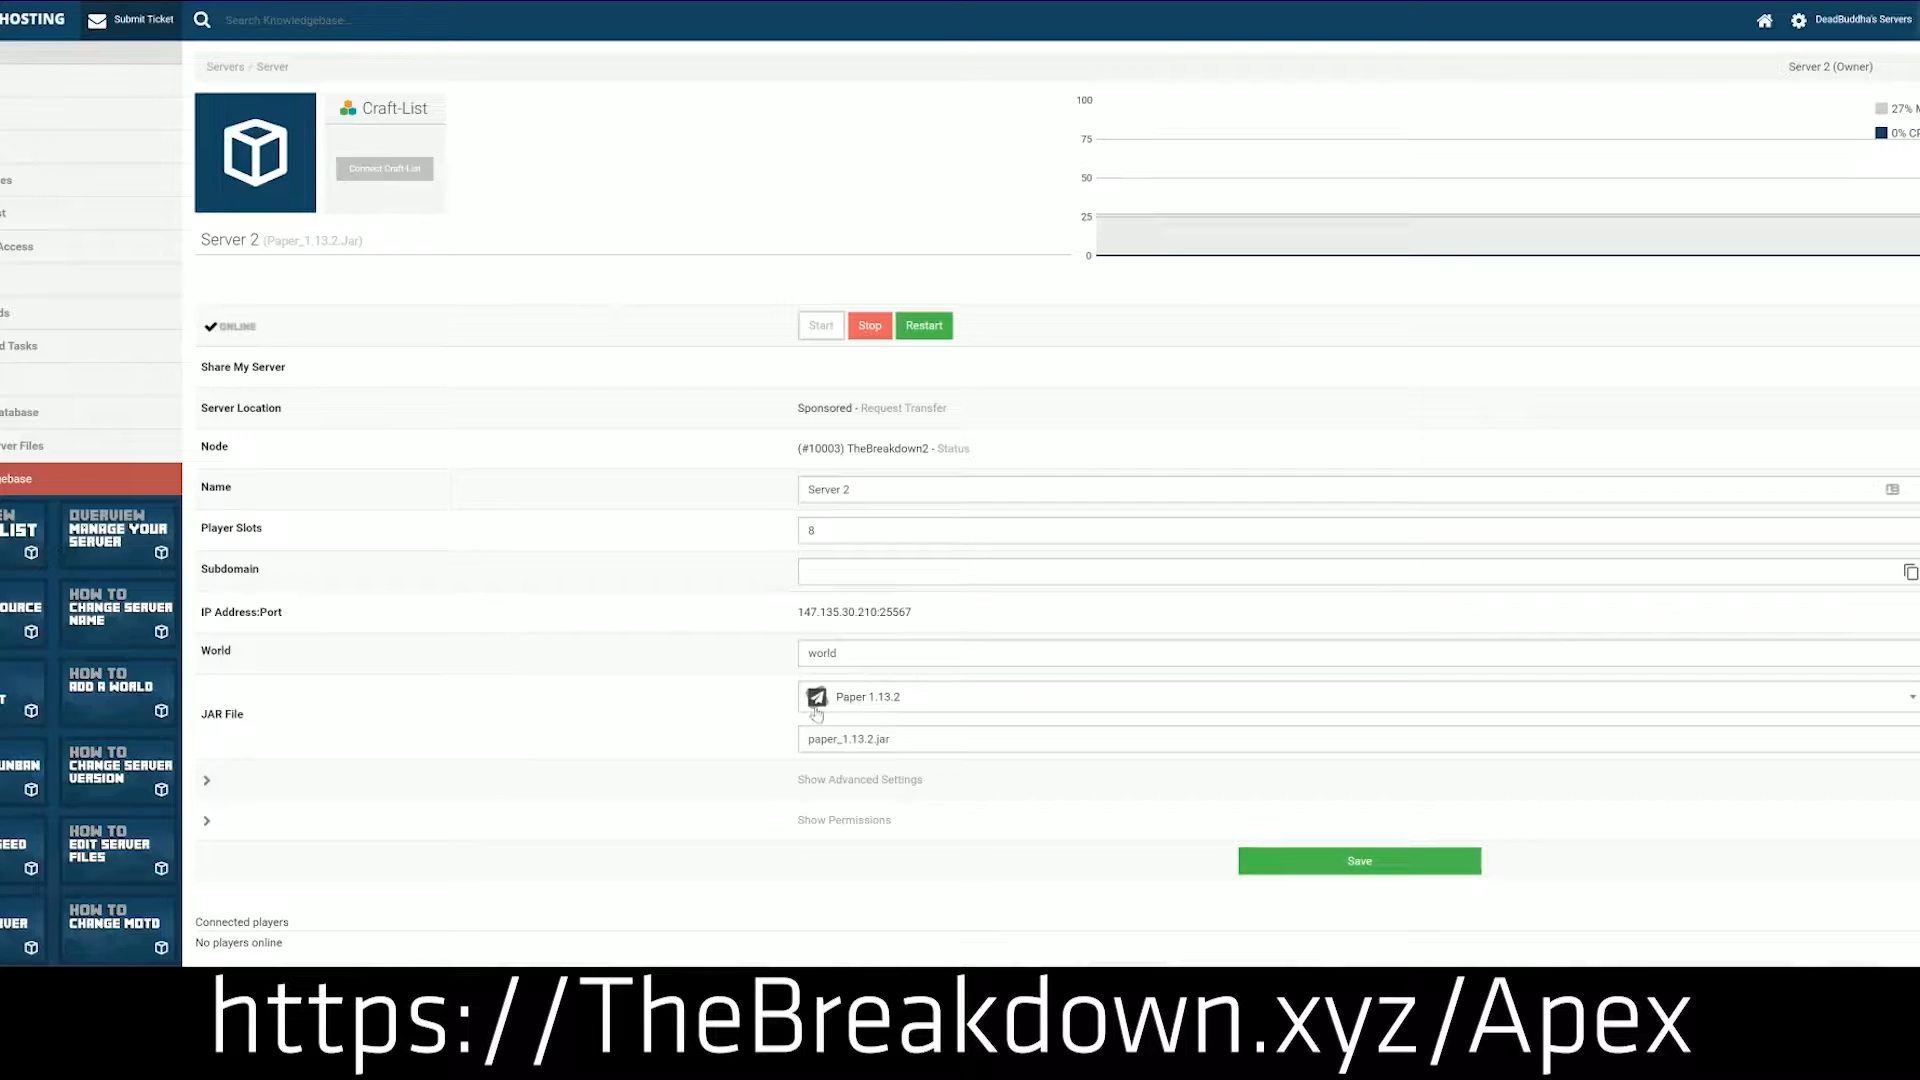 HOSTING
Submit Ticket
Search Knowledgebase...
DeadBuddha's Servers
Servers / Server
Server 2 (Owner)
Craft-List
Connect Craft-List
100
75
50
25
0
27% M
0% CP
Server 2 (Paper_1.13.2.Jar)
es
st
Access
ds
d Tasks
atabase
ver Files
gebase
ONLINE
Start
Stop
Restart
Share My Server
Server Location
Sponsored - Request Transfer
Node
(#10003) TheBreakdown2 - Status
Name
Server 2
Player Slots
8
Subdomain
IP Address:Port
147.135.30.210:25567
World
world
JAR File
Paper 1.13.2
paper_1.13.2.jar
Show Advanced Settings
Show Permissions
Save
Connected players
No players online
EW
LIST
OVERVIEW
MANAGE YOUR
SERVER
OURCE
HOW TO
CHANGE SERVER
NAME
T
HOW TO
ADD A WORLD
UNBAN
HOW TO
CHANGE SERVER
VERSION
SEED
HOW TO
EDIT SERVER
FILES
VER
HOW TO
CHANGE MOTD
https://TheBreakdown.xyz/Apex